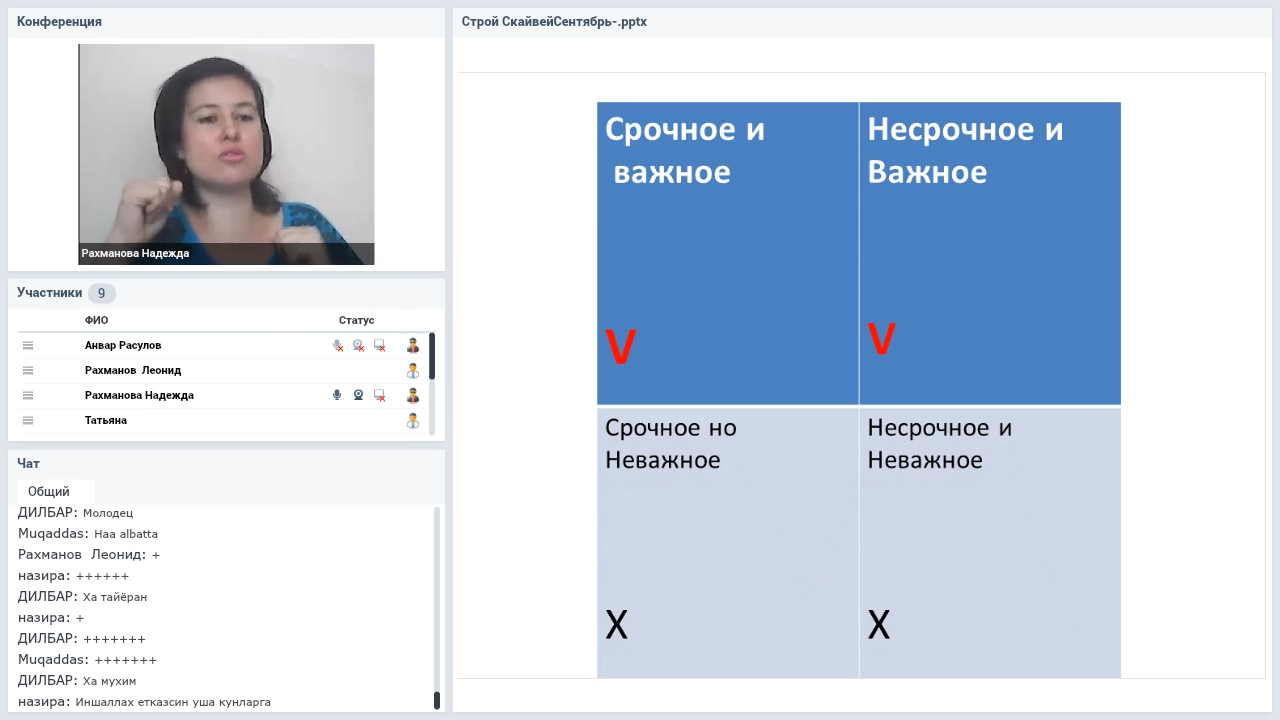 Конференция
Рахманова Надежда
Участники 9
ФИО Статус
Анвар Расулов
Рахманов Леонид
Рахманова Надежда
Татьяна
Чат
Общий
ДИЛБАР: Молодец
Muqaddas: Haa albatta
Рахманов Леонид: +
назира: ++++++
ДИЛБАР: Ха тайёран
назира: +
ДИЛБАР: +++++++
Muqaddas: +++++++
ДИЛБАР: Ха мухим
назира: Иншаллах етказсин уша кунларга
Строй СкайвейСентябрь-.pptx
Срочное и
важное
V
Несрочное и
Важное
V
Срочное но
Неважное
X
Несрочное и
Неважное
X